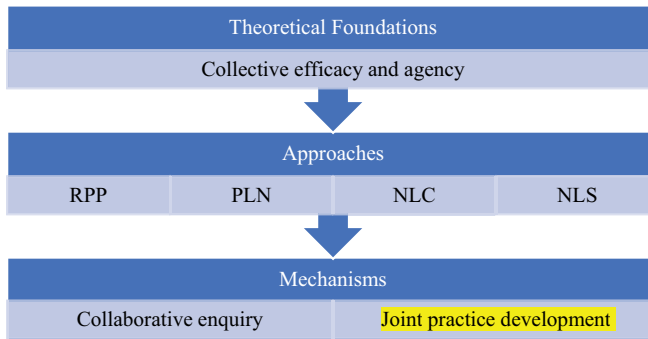 Theoretical Foundations
Collective efficacy and agency
Approaches
RPP PLN NLC NLS
Mechanisms
Collaborative enquiry Joint practice development